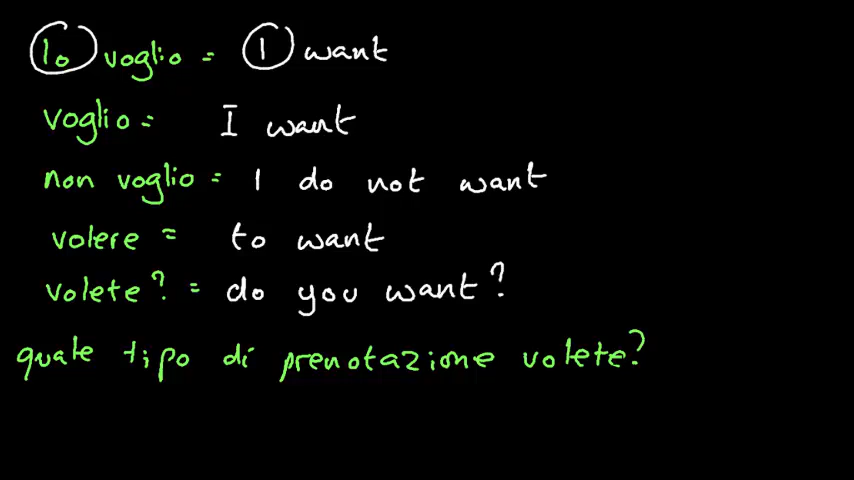 Io voglio = I want
voglio = I want
non voglio = I do not want
volere = to want
volete? = do you want?
quale tipo di prenotazione volete?